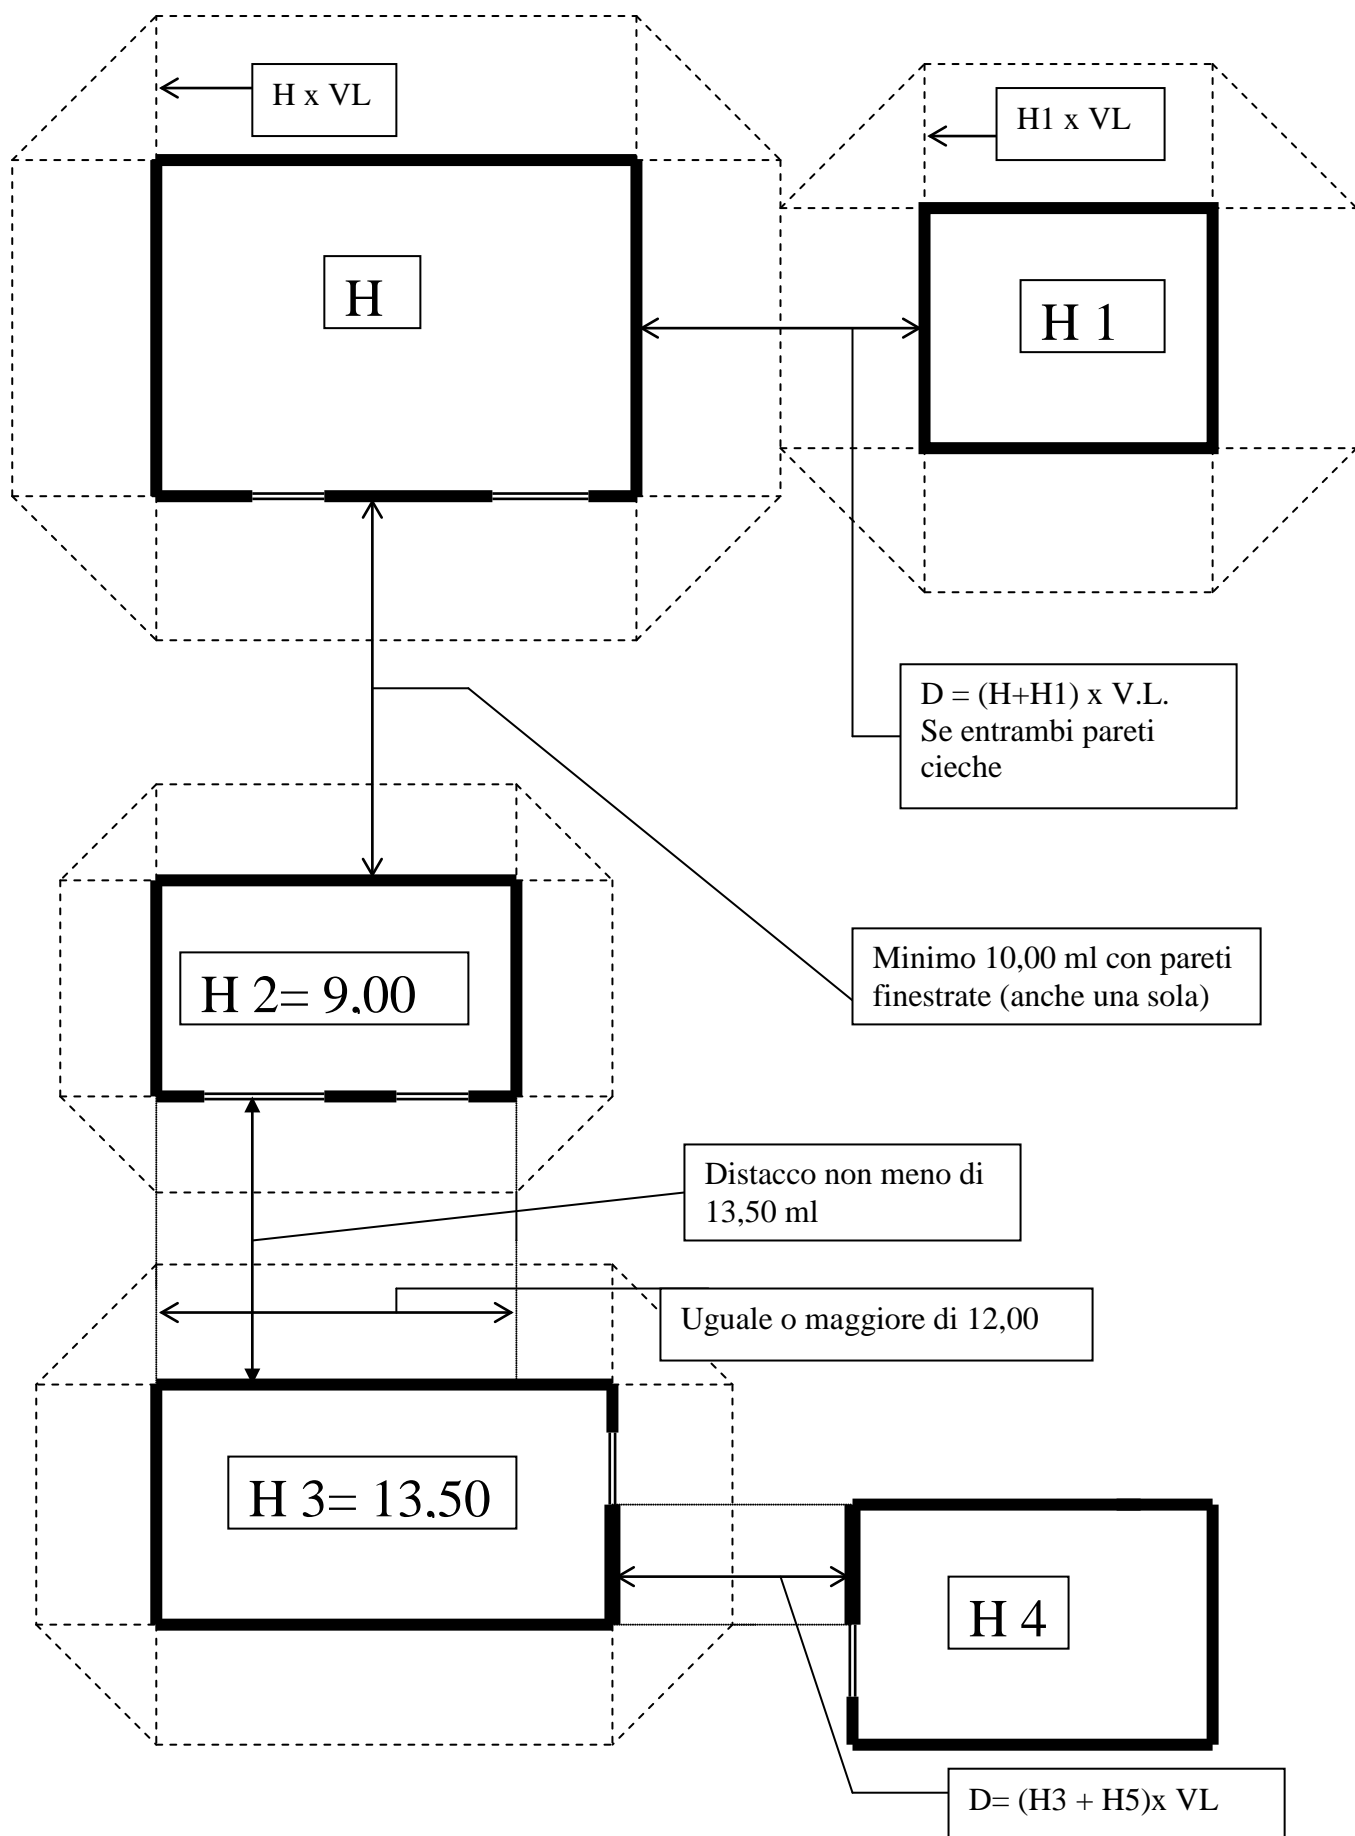 H x VL
H1 x VL
H
H 1
D = (H+H1) x V.L.
Se entrambi pareti
cieche
H 2= 9,00
Minimo 10,00 ml con pareti
finestrate (anche una sola)
Distacco non meno di
13,50 ml
Uguale o maggiore di 12,00
H 3= 13,50
H 4
D= (H3 + H5)x VL